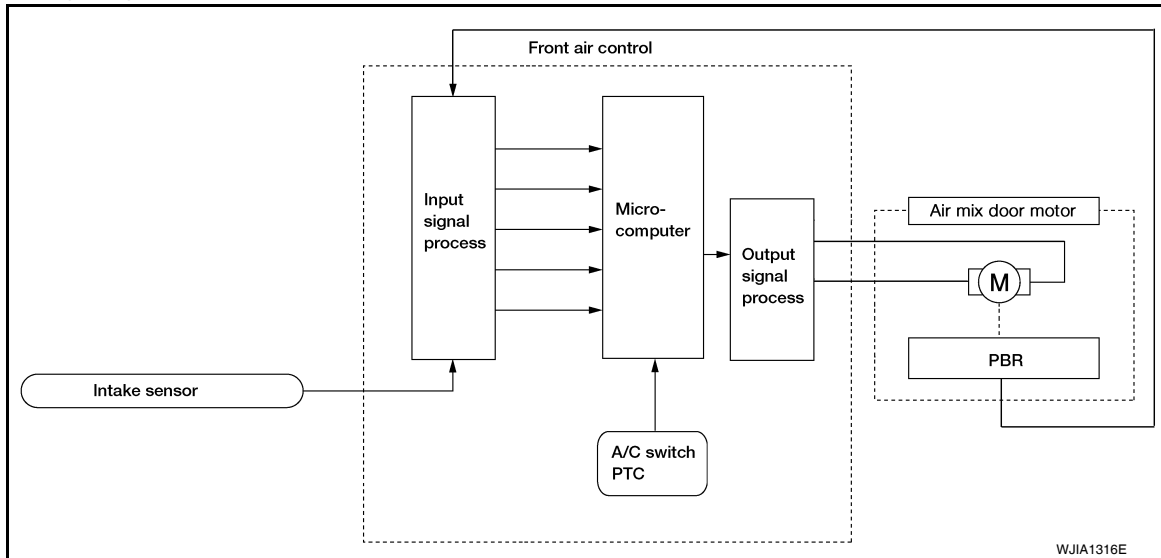 Front air control
Input
signal
process
Micro-
computer
Output
signal
process
Air mix door motor
M
PBR
Intake sensor
A/C switch
PTC
WJIA1316E